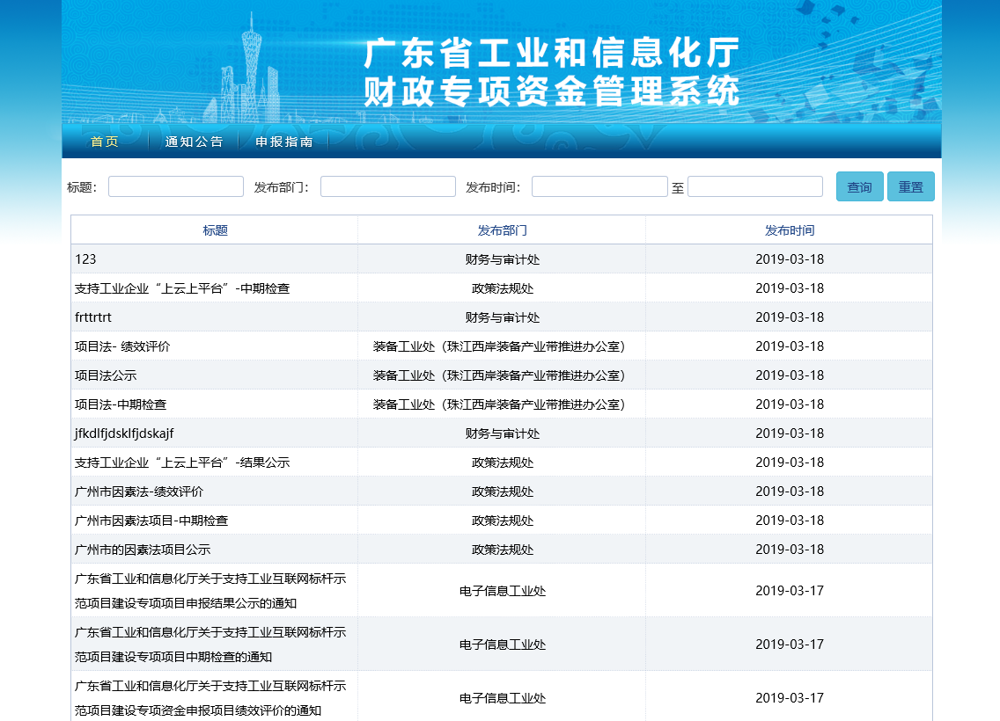 广东省工业和信息化厅
财政专项资金管理系统
首页 通知公告 申报指南
标题： 发布部门： 发布时间： 至 查询 重置
标题 发布部门 发布时间
123 财务与审计处 2019-03-18
支持工业企业“上云上平台”-中期检查 政策法规处 2019-03-18
frttrtrt 财务与审计处 2019-03-18
项目法- 绩效评价 装备工业处（珠江西岸装备产业带推进办公室） 2019-03-18
项目法公示 装备工业处（珠江西岸装备产业带推进办公室） 2019-03-18
项目法-中期检查 装备工业处（珠江西岸装备产业带推进办公室） 2019-03-18
jfkdlfjdsklfjdskajf 财务与审计处 2019-03-18
支持工业企业“上云上平台”-结果公示 政策法规处 2019-03-18
广州市因素法-绩效评价 政策法规处 2019-03-18
广州市因素法项目-中期检查 政策法规处 2019-03-18
广州市的因素法项目公示 政策法规处 2019-03-18
广东省工业和信息化厅关于支持工业互联网标杆示
范项目建设专项项目申报结果公示的通知 电子信息工业处 2019-03-17
广东省工业和信息化厅关于支持工业互联网标杆示
范项目建设专项项目中期检查的通知 电子信息工业处 2019-03-17
广东省工业和信息化厅关于支持工业互联网标杆示
范项目建设专项资金申报项目绩效评价的通知 电子信息工业处 2019-03-17